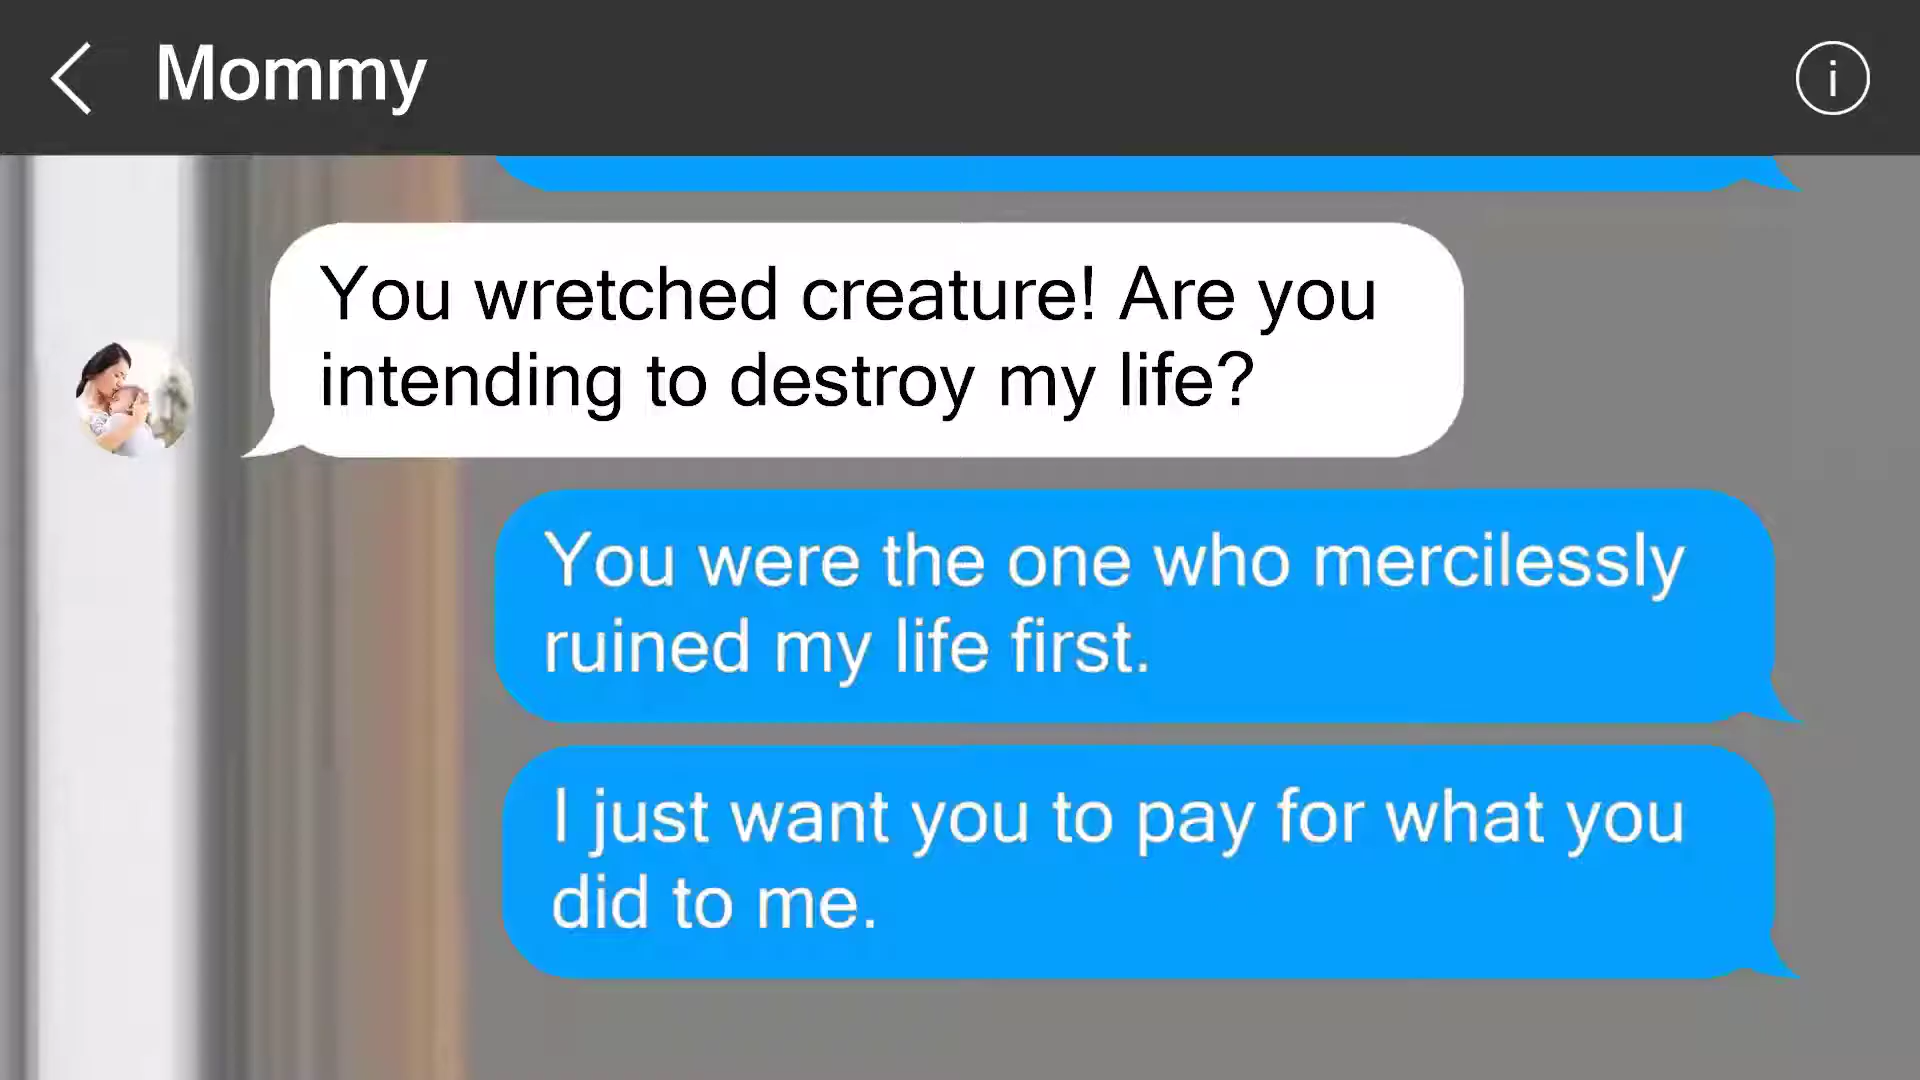 Mommy
i
You wretched creature! Are you
intending to destroy my life?
You were the one who mercilessly
ruined my life first.
I just want you to pay for what you
did to me.